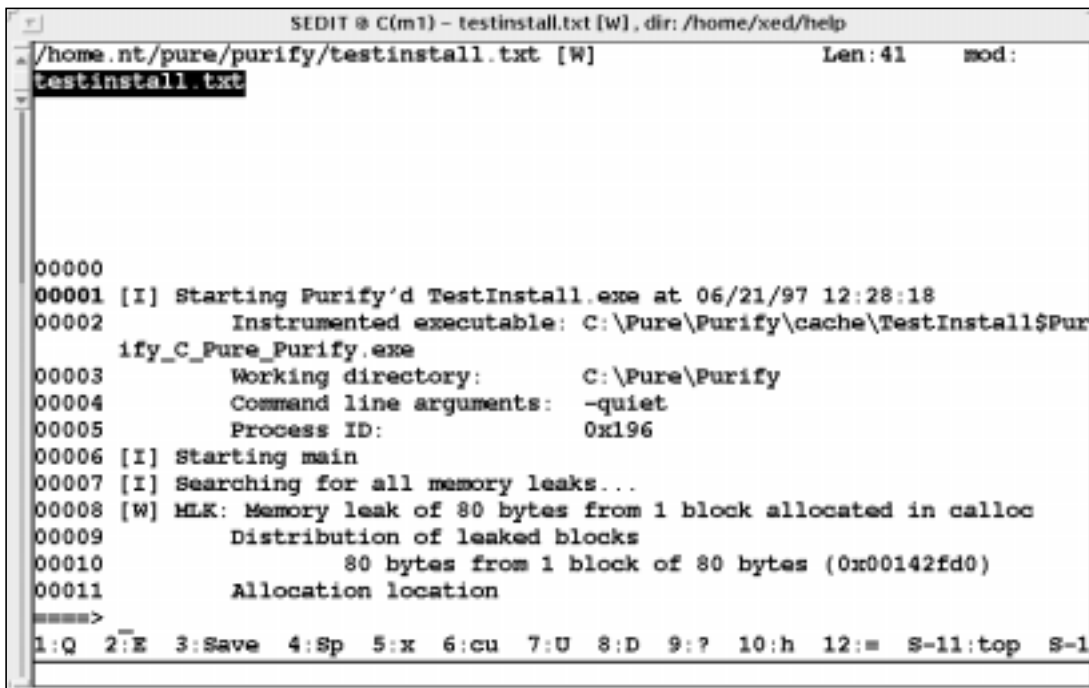 SEDIT @ C(m1) - testinstall.txt [W], dir: /home/xed/help
/home.nt/pure/purify/testinstall.txt [W] Len:41 mod:
testinstall.txt
00000
00001 [I] Starting Purify'd TestInstall.exe at 06/21/97 12:28:18
00002 Instrumented executable: C:\Pure\Purify\cache\TestInstall$Pur
ify_C_Pure_Purify.exe
00003 Working directory: C:\Pure\Purify
00004 Command line arguments: -quiet
00005 Process ID: 0x196
00006 [I] Starting main
00007 [I] Searching for all memory leaks...
00008 [W] MLK: Memory leak of 80 bytes from 1 block allocated in calloc
00009 Distribution of leaked blocks
00010 80 bytes from 1 block of 80 bytes (0x00142fd0)
00011 Allocation location
====> _
1:Q 2:E 3:Save 4:Sp 5:x 6:cu 7:U 8:D 9:? 10:h 12:= S-11:top S-1